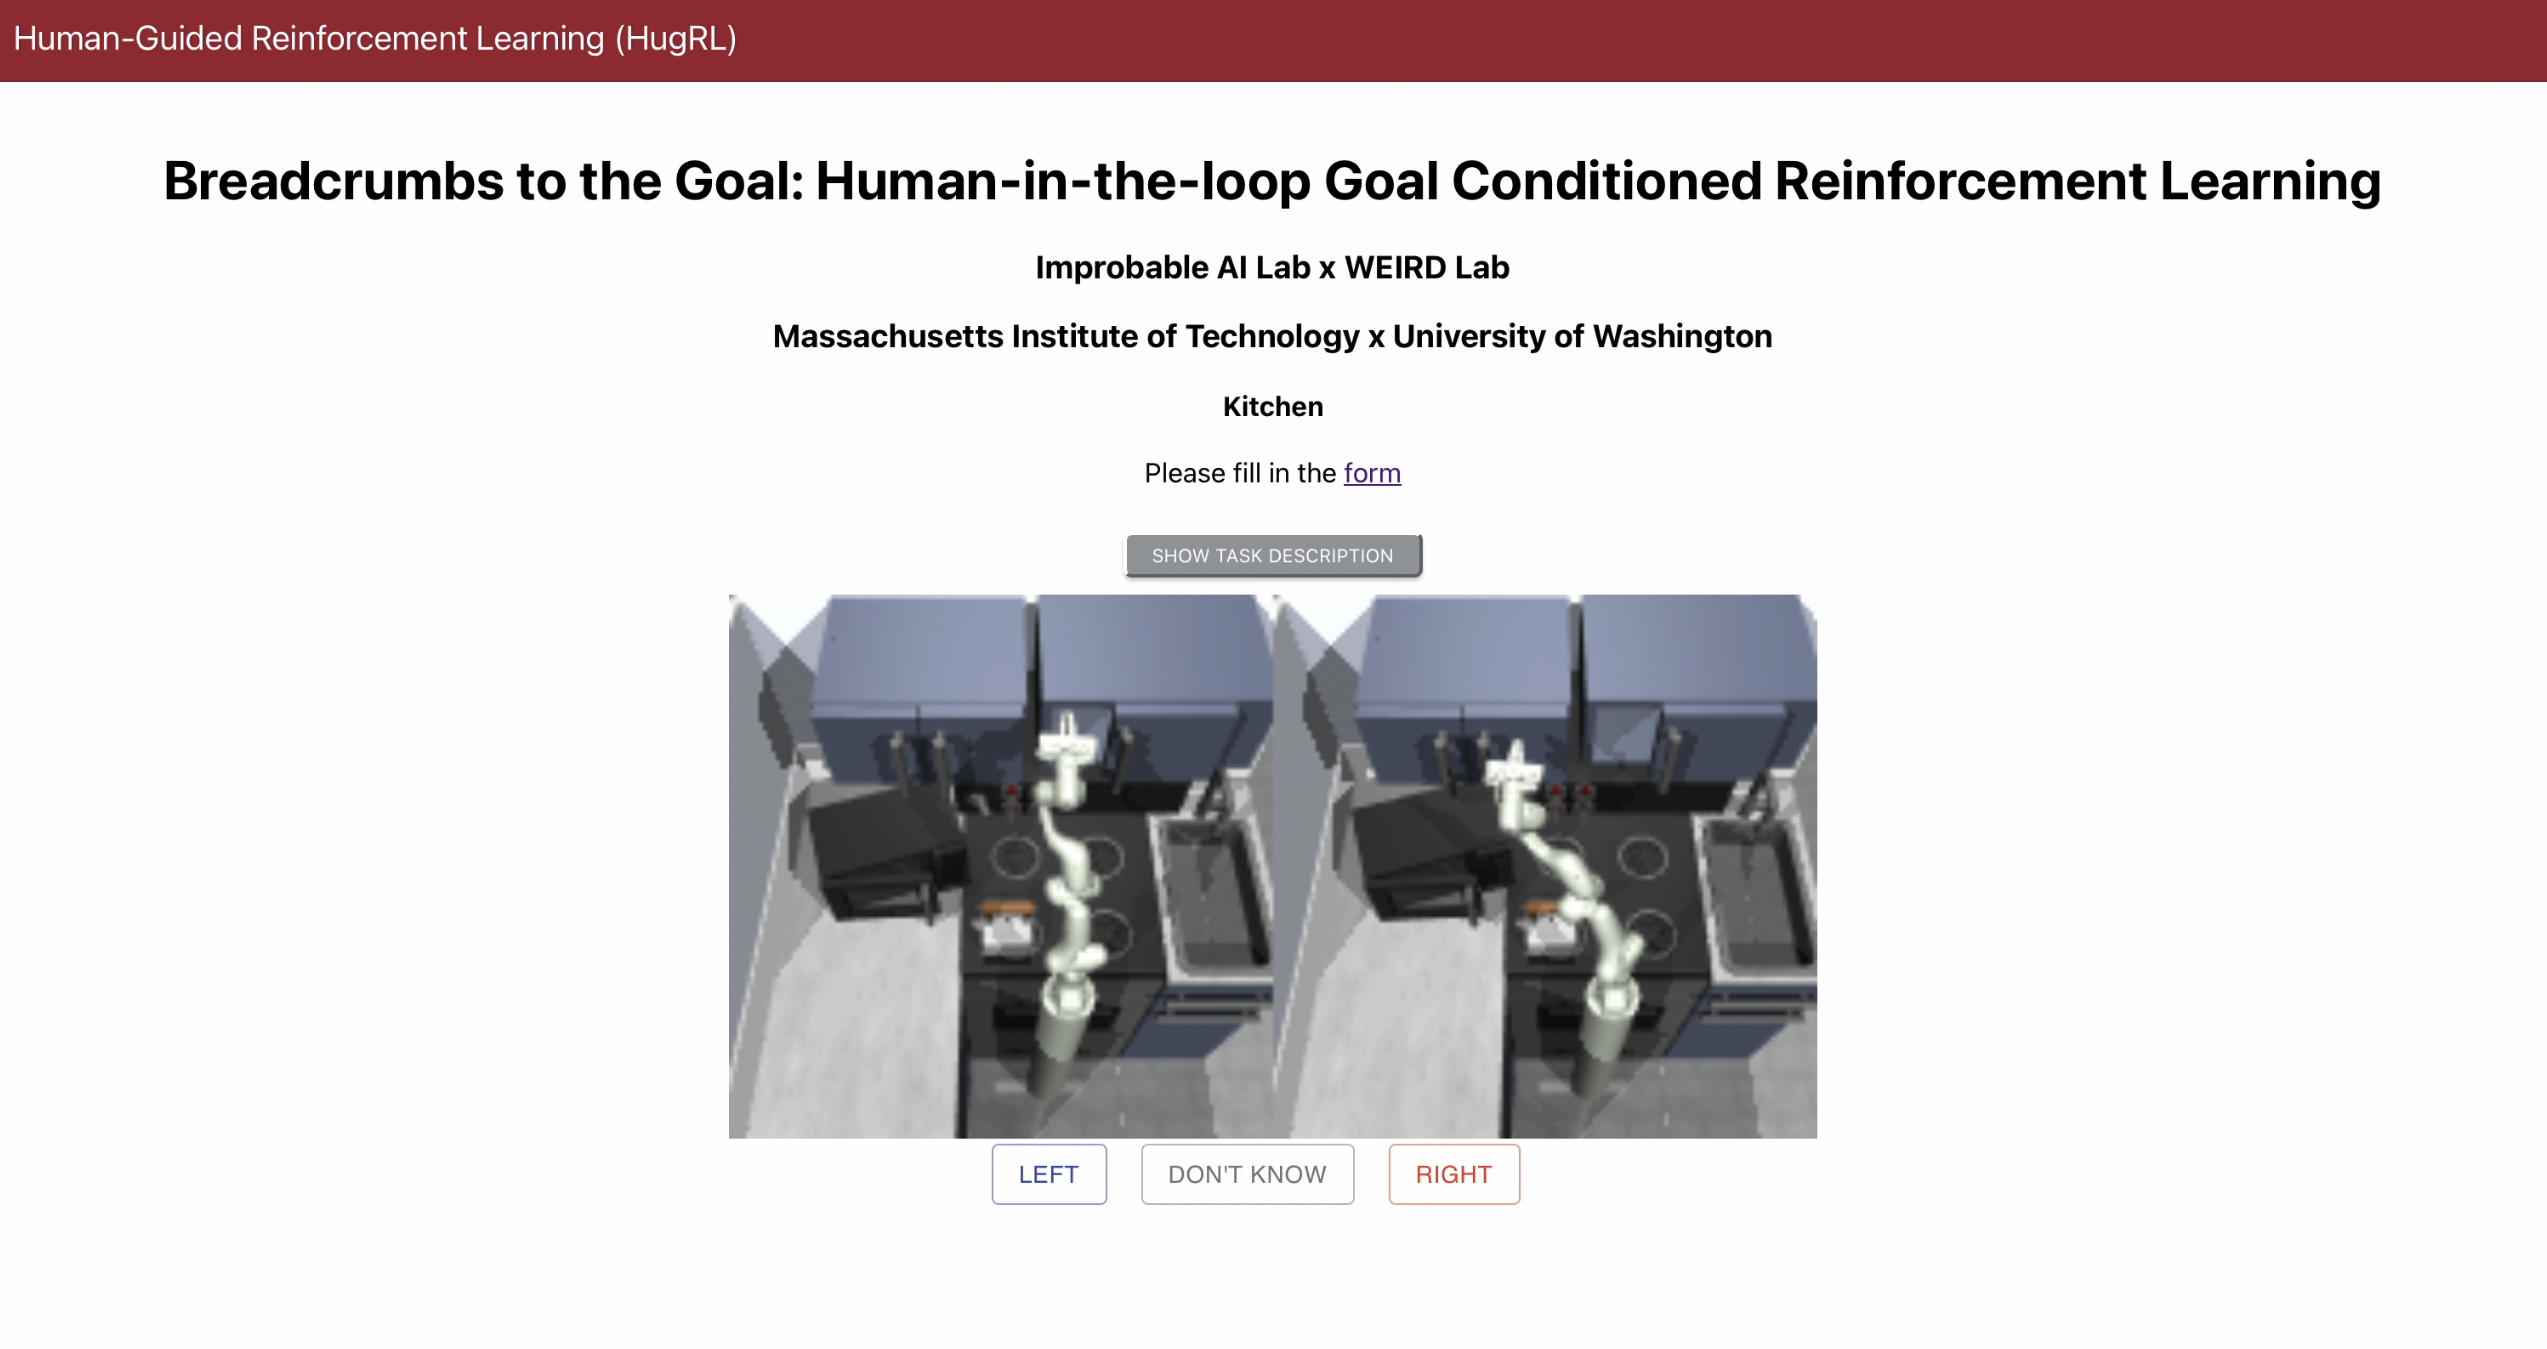 Human-Guided Reinforcement Learning (HugRL)
Breadcrumbs to the Goal: Human-in-the-loop Goal Conditioned Reinforcement Learning
Improbable AI Lab x WEIRD Lab
Massachusetts Institute of Technology x University of Washington
Kitchen
Please fill in the form
SHOW TASK DESCRIPTION
LEFT
DON'T KNOW
RIGHT